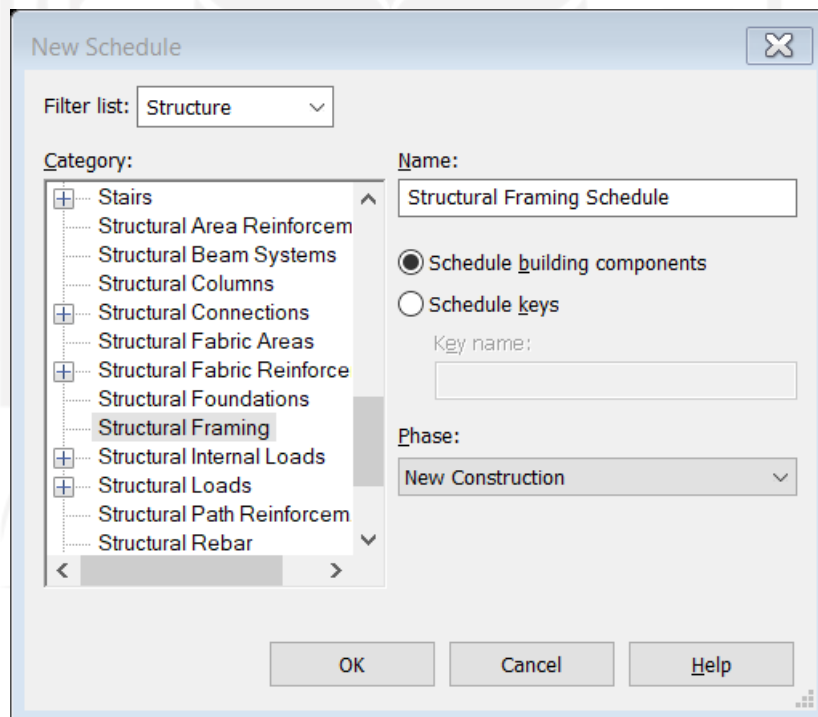 New Schedule
Filter list: Structure
Category:
Stairs
Structural Area Reinforcem
Structural Beam Systems
Structural Columns
Structural Connections
Structural Fabric Areas
Structural Fabric Reinforce
Structural Foundations
Structural Framing
Structural Internal Loads
Structural Loads
Structural Path Reinforcem
Structural Rebar
Name:
Structural Framing Schedule
Schedule building components
Schedule keys
Key name:
Phase:
New Construction
OK Cancel Help